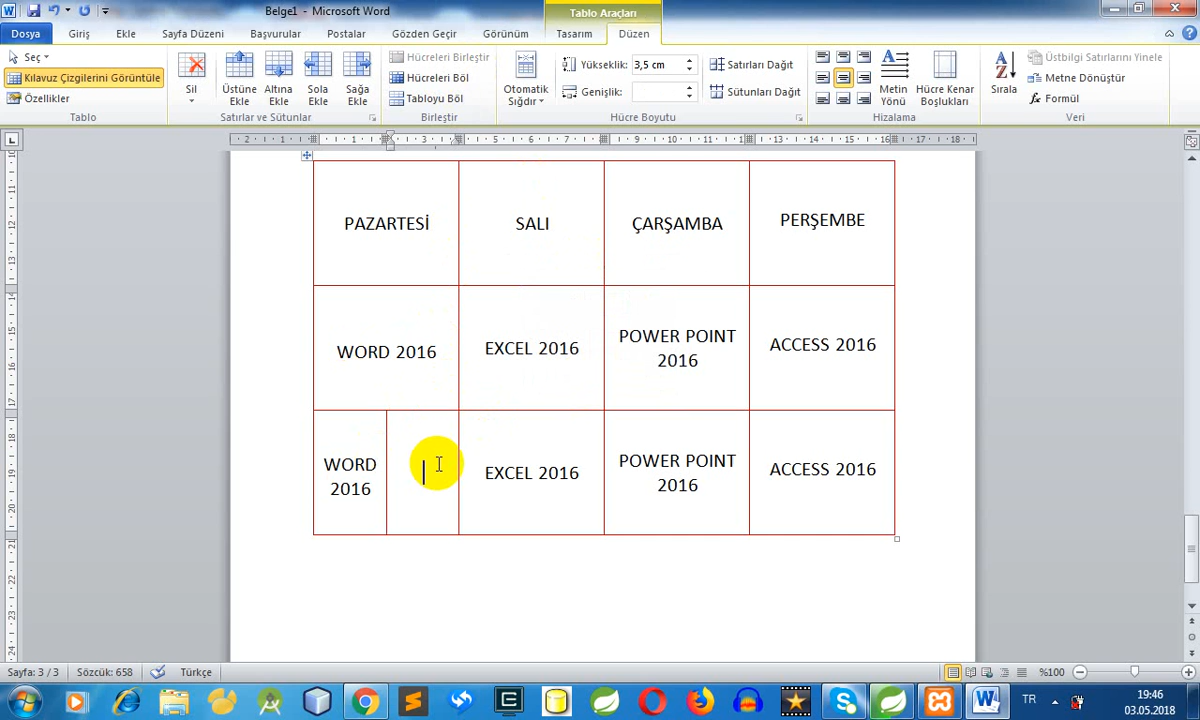 Belge1 - Microsoft Word
Tablo Araçları
Dosya
Giriş
Ekle
Sayfa Düzeni
Başvurular
Postalar
Gözden Geçir
Görünüm
Tasarım
Düzen
Seç
Kılavuz Çizgilerini Görüntüle
Özellikler
Tablo
Sil
Üstüne Ekle
Altına Ekle
Sola Ekle
Sağa Ekle
Satırlar ve Sütunlar
Hücreleri Birleştir
Hücreleri Böl
Tabloyu Böl
Birleştir
Otomatik Sığdır
Yükseklik: 3,5 cm
Genişlik:
Satırları Dağıt
Sütunları Dağıt
Hücre Boyutu
Metin Yönü
Hücre Kenar Boşlukları
Hizalama
Sırala
Üstbilgi Satırlarını Yinele
Metne Dönüştür
Formül
Veri
PAZARTESİ
SALI
ÇARŞAMBA
PERŞEMBE
WORD 2016
EXCEL 2016
POWER POINT
2016
ACCESS 2016
WORD
2016
EXCEL 2016
POWER POINT
2016
ACCESS 2016
Sayfa: 3 / 3
Sözcük: 658
Türkçe
%100
TR
19:46
03.05.2018